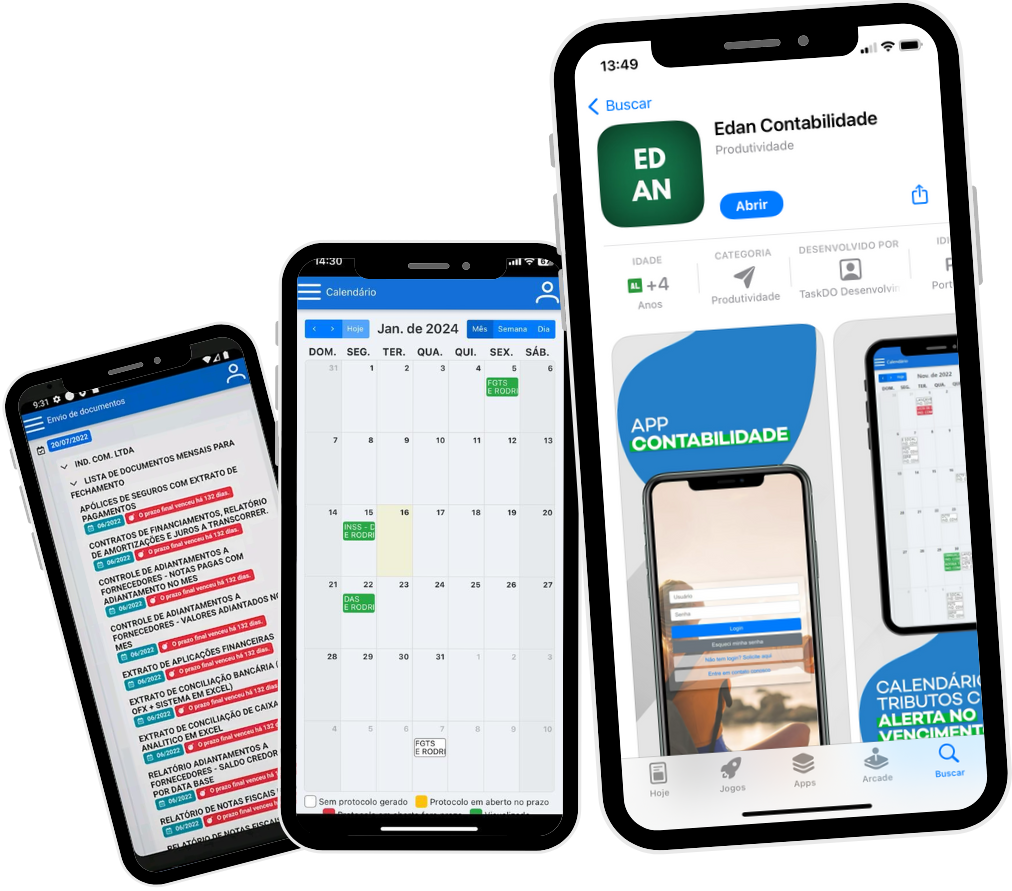 9:31
Envio de documentos
20/07/2022
IND. COM. LTDA
LISTA DE DOCUMENTOS MENSAIS PARA
FECHAMENTO
APÓLICES DE SEGUROS COM EXTRATO DE
PAGAMENTOS
06/2022 O prazo final venceu há 132 dias.
CONTRATOS DE FINANCIAMENTOS, RELATÓRIO
DE AMORTIZAÇÕES E JUROS A TRANSCORRER.
06/2022 O prazo final venceu há 132 dias.
CONTROLE DE ADIANTAMENTOS A
FORNECEDORES - NOTAS PAGAS COM
ADIANTAMENTO NO MES
06/2022 O prazo final venceu há 132 dias.
CONTROLE DE ADIANTAMENTOS A
FORNECEDORES - VALORES ADIANTADOS NO
MES
06/2022 O prazo final venceu há 132 dias.
EXTRATO DE APLICAÇÕES FINANCEIRAS
06/2022 O prazo final venceu há 132 dias.
EXTRATO DE CONCILIAÇÃO BANCÁRIA (
OFX + SISTEMA EM EXCEL)
06/2022 O prazo final venceu há 132 dias.
EXTRATO DE CONCILIAÇÃO DE CAIXA
ANALITICO EM EXCEL
06/2022 O prazo final venceu há 132
RELATÓRIO ADIANTAMENTOS A
FORNECEDORES - SALDO CREDOR
POR DATA BASE
06/2022 O prazo final venceu há 132
RELATÓRIO DE NOTAS FISCAIS
06/2022 O prazo final venceu
RELATÓRIO DE NOTAS FISCAIS
14:30
Calendário
Hoje Jan. de 2024 Mês Semana Dia
DOM. SEG. TER. QUA. QUI. SEX. SÁB.
31 1 2 3 4 5 6
FGTS
E RODRI
7 8 9 10 11 12 13
14 15 16 17 18 19 20
INSS - D
E RODRI
21 22 23 24 25 26 27
DAS
E RODRI
28 29 30 31 1 2 3
4 5 6 7 8 9 10
FGTS
E RODRI
Sem protocolo gerado Protocolo em aberto no prazo
13:49
Buscar
ED
AN
Edan Contabilidade
Produtividade
Abrir
IDADE
AL +4
Anos
CATEGORIA
Produtividade
DESENVOLVIDO POR
TaskDO Desenvolvin
IDI
Port
APP
CONTABILIDADE
Usuário
Senha
Login
Esqueci minha senha
Não tem login? Solicite aqui
Entre em contato conosco
Calendário
Nov. de 2022
DOM. SEG. TER. QUA.
CALENDÁRIO
TRIBUTOS C
ALERTA NO
VENCIMENT
Hoje
Jogos
Apps
Arcade
Buscar